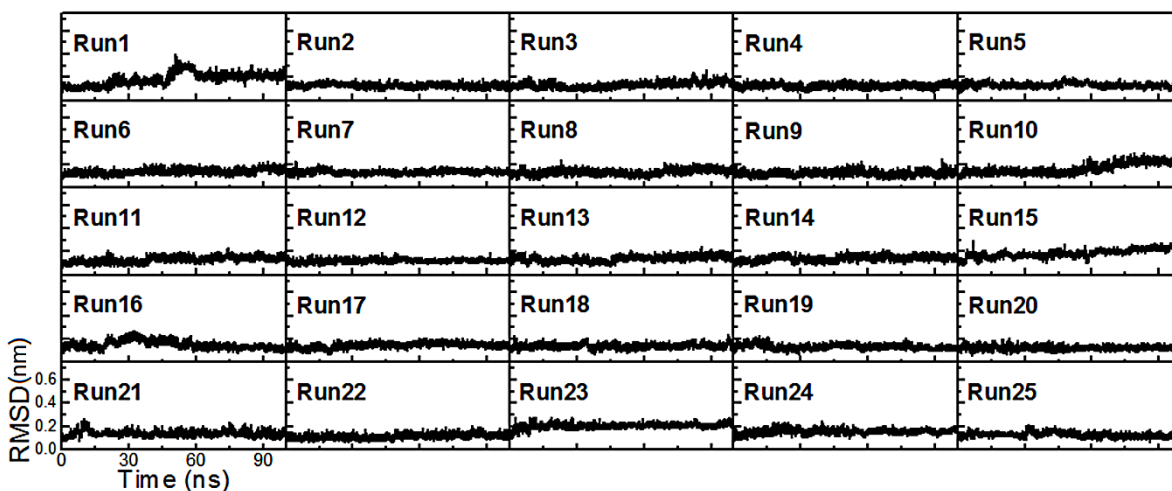 Run1 Run2 Run3 Run4 Run5
Run6 Run7 Run8 Run9 Run10
Run11 Run12 Run13 Run14 Run15
Run16 Run17 Run18 Run19 Run20
Run21 Run22 Run23 Run24 Run25
RMSD(nm)
0.6
0.4
0.2
0.0
0 30 60 90
Time (ns)